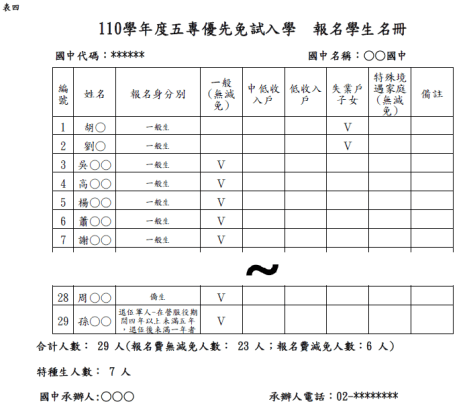 表四
110學年度五專優先免試入學　報名學生名冊
國中代碼：******　國中名稱：○○國中
編號　姓名　報名身分別　一般（無減免）　中低收入戶　低收入戶　失業戶子女　特殊境遇家庭（無減免）　備註
1　胡○　一般生　V
2　劉○　一般生　V
3　吳○○　一般生　V
4　高○○　一般生　V
5　楊○○　一般生　V
6　蕭○○　一般生　V
7　謝○○　一般生　V
～
28　周○○　僑生　V
29　孫○○　退伍軍人-在營服役期間四年以上未滿五年，退伍後未滿一年者　V
合計人數： 29 人(報名費無減免人數： 23 人；報名費減免人數：6 人)
特種生人數： 7 人
國中承辦人:○○○　承辦人電話：02-********